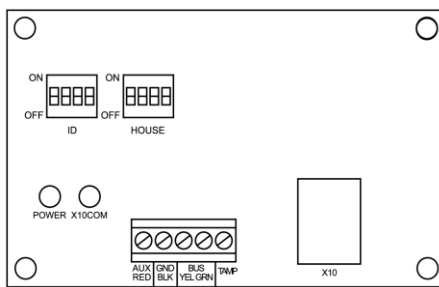 ON
ON
OFF
OFF
ID
HOUSE
POWER
X10COM
AUX GND BUS TAMP
RED BLK YEL GRN
X10